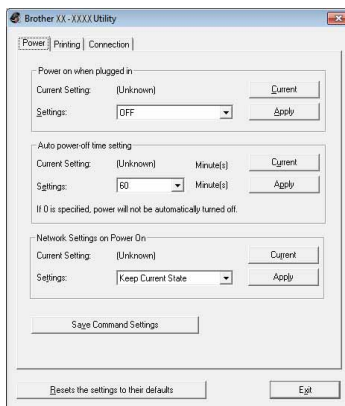 Brother XX-XXXX Utility
Power Printing Connection
Power on when plugged in
Current Setting: (Unknown) Current
Settings: OFF Apply
Auto power-off time setting
Current Setting: (Unknown) Minute(s) Current
Settings: 60 Minute(s) Apply
If 0 is specified, power will not be automatically turned off.
Network Settings on Power On
Current Setting: (Unknown) Current
Settings: Keep Current State Apply
Save Command Settings
Resets the settings to their defaults Exit